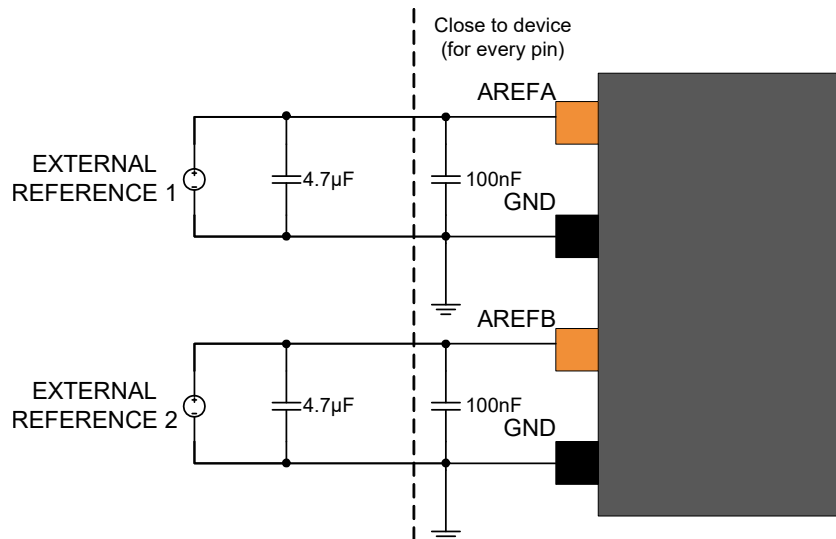 Close to device
(for every pin)
AREFA
EXTERNAL
REFERENCE 1
4.7µF
100nF
GND
AREFB
EXTERNAL
REFERENCE 2
4.7µF
100nF
GND